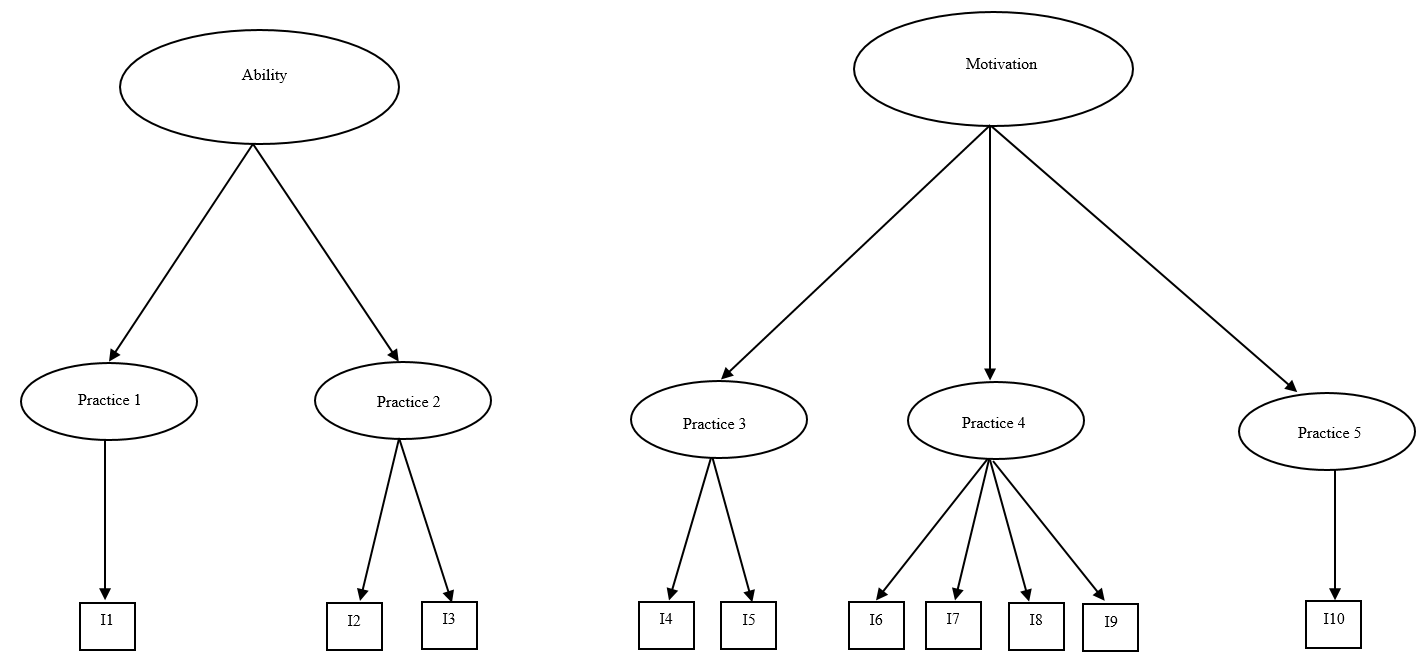 Ability
Motivation
Practice 1
Practice 2
Practice 3
Practice 4
Practice 5
I1
I2
I3
I4
I5
I6
I7
I8
I9
I10